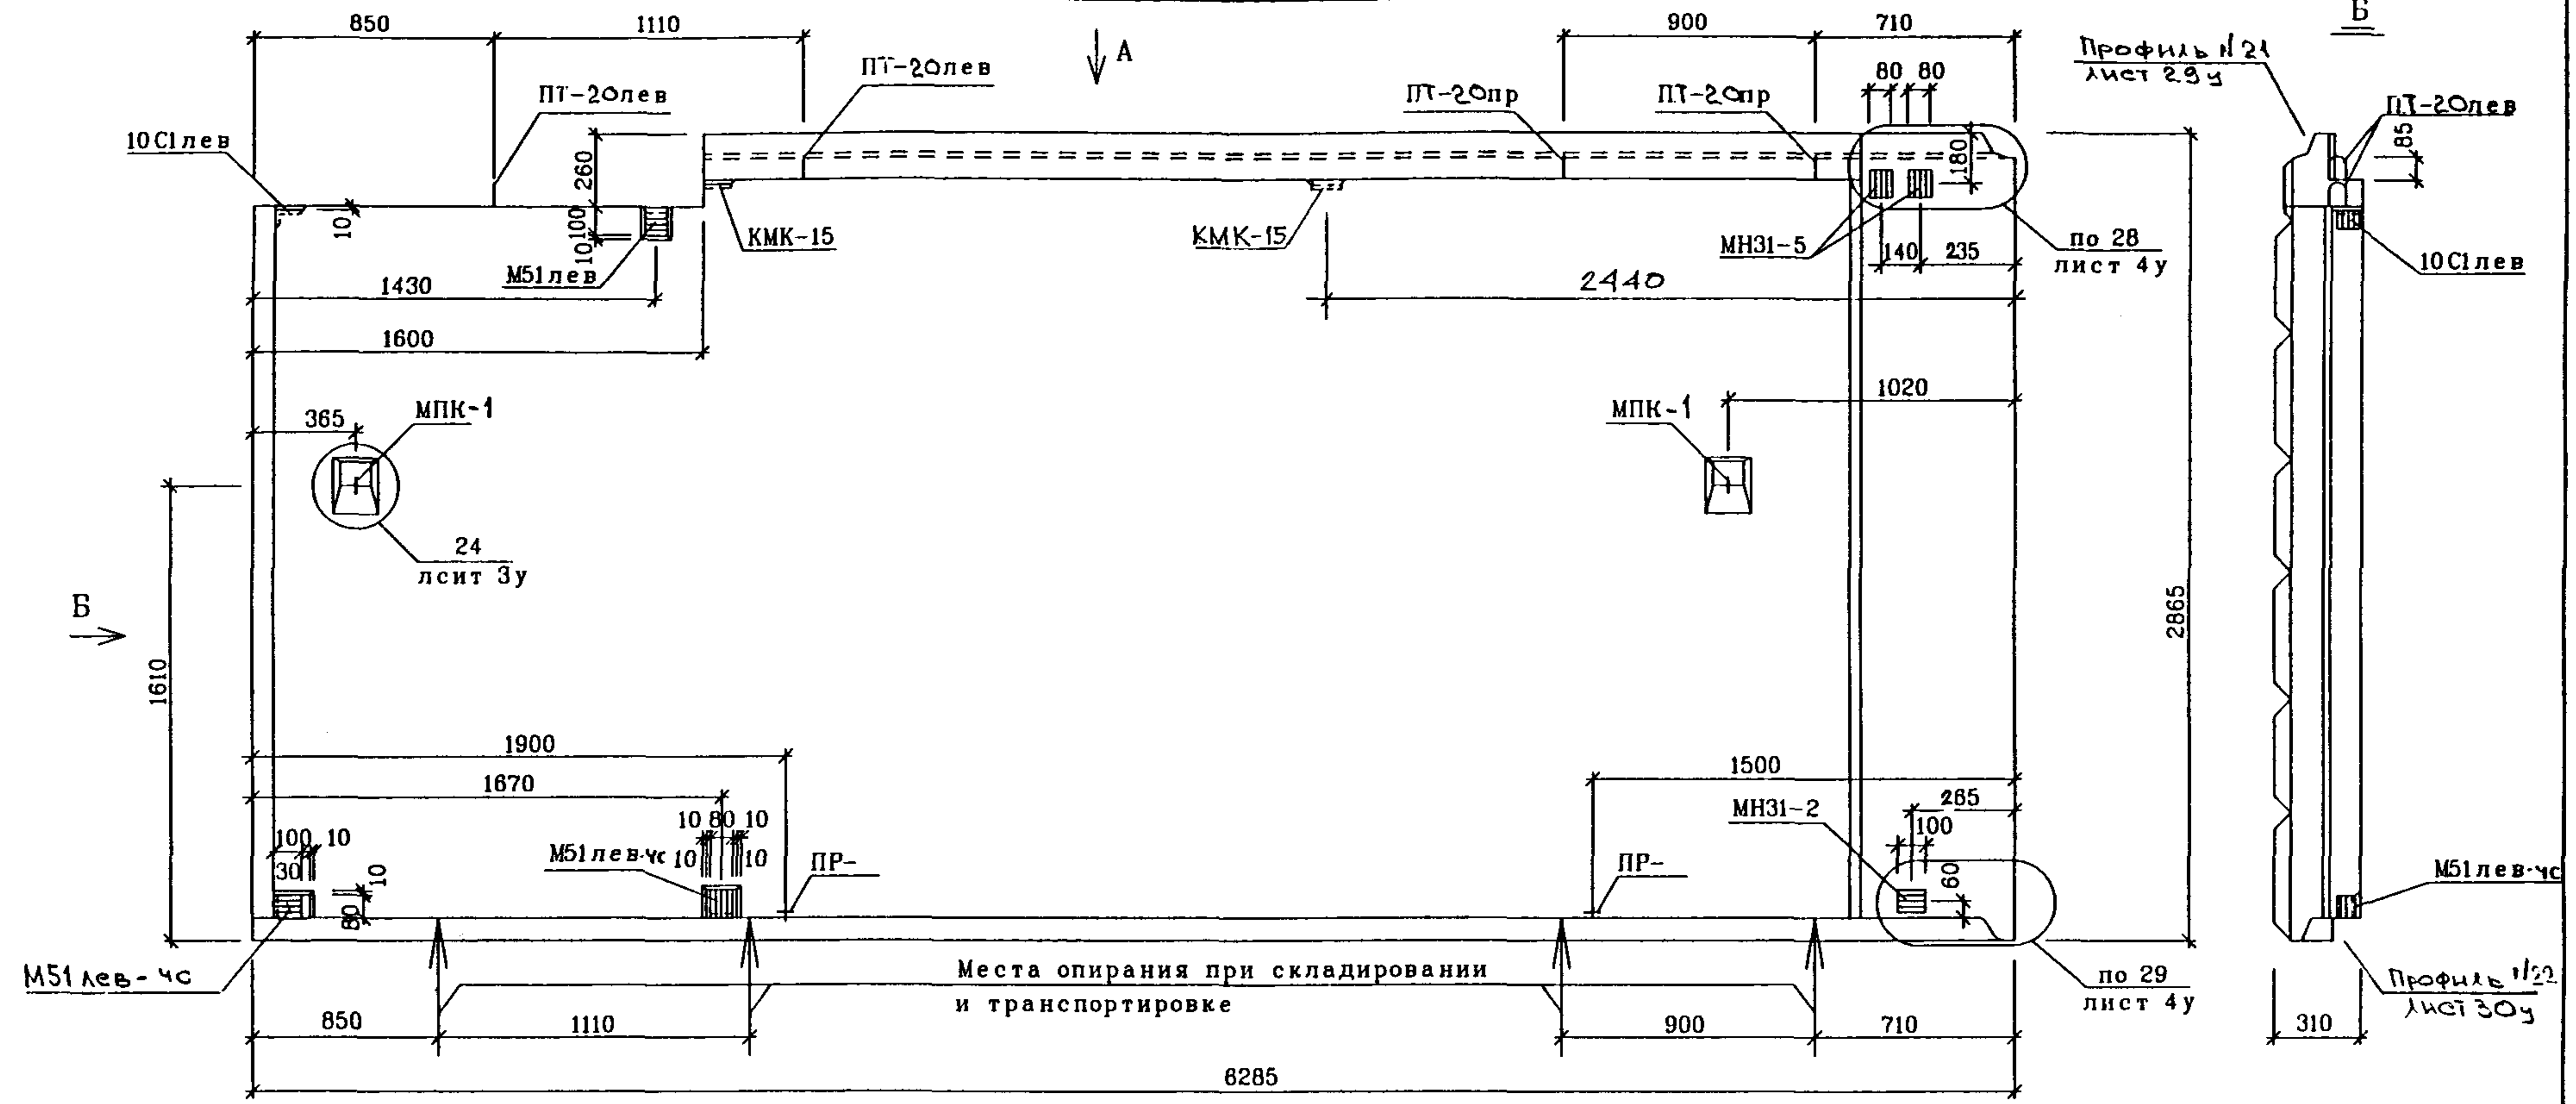 850
1110
900
710
Б
А
Профиль №21
лист 29у
80 80
ПТ-20лев
ПТ-20лев
ПТ-20пр
ПТ-20пр
ПТ-20лев
10С1лев
260
180
85
10
100
10
КМК-15
КМК-15
МН31-5
140
235
по 28
лист 4у
10С1лев
М51лев
1430
2440
1600
1020
365
МПК-1
МПК-1
24
лсит 3у
Б
1610
2865
1900
1670
1500
265
10 80 10
МН31-2
100
100 10
М51лев-чс
10
10
ПР-
ПР-
30
10
60
80
М51лев-чс
М51лев-чс
Места опирания при складировании
и транспортировке
по 29
лист 4у
Профиль №22
лист 30у
850
1110
900
710
310
6285